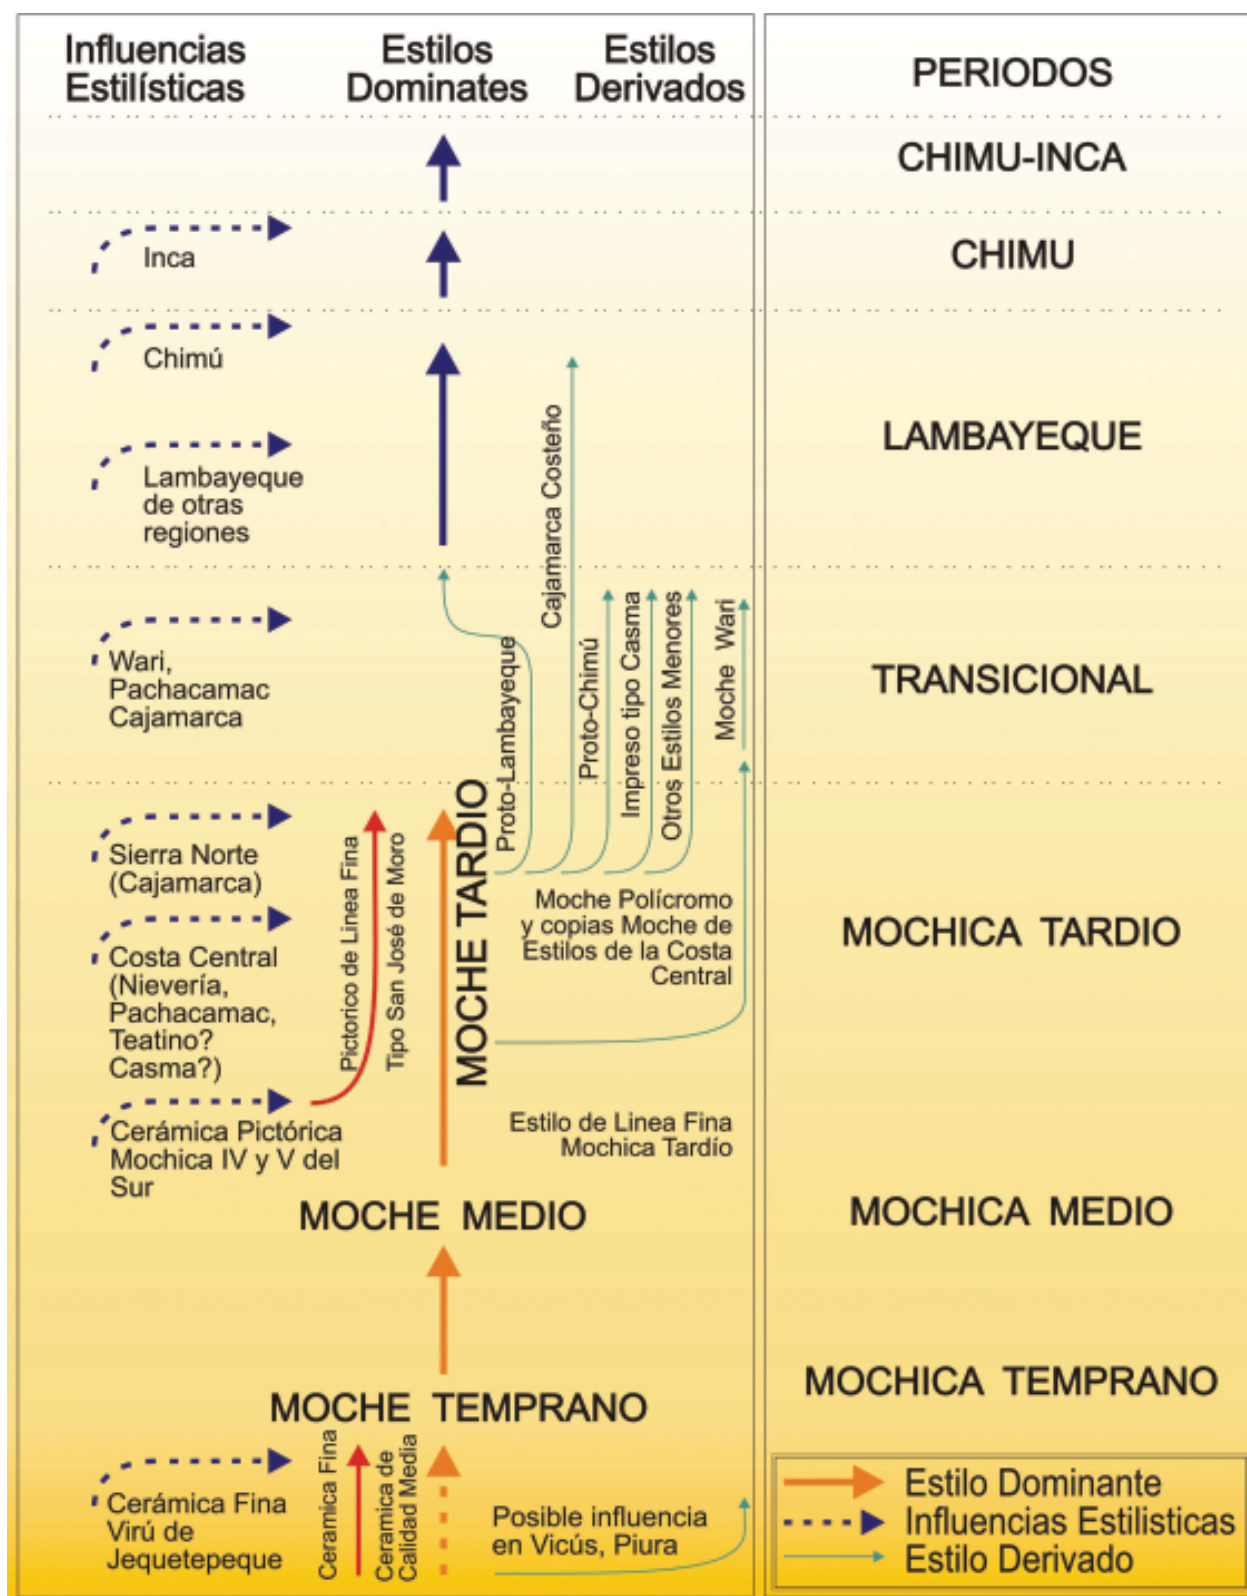 Influencias
Estilísticas
Estilos
Dominates
Estilos
Derivados
PERIODOS
CHIMU-INCA
Inca
CHIMU
Chimú
Lambayeque
de otras
regiones
Cajamarca Costeño
LAMBAYEQUE
Wari,
Pachacamac
Cajamarca
Proto-Lambayeque
Proto-Chimú
Impreso tipo Casma
Otros Estilos Menores
Moche Wari
TRANSICIONAL
Sierra Norte
(Cajamarca)
Costa Central
(Nievería,
Pachacamac,
Teatino?
Casma?)
Cerámica Pictórica
Mochica IV y V del
Sur
Pictorico de Linea Fina
Tipo San José de Moro
MOCHE TARDIO
Moche Polícromo
y copias Moche de
Estilos de la Costa
Central
Estilo de Linea Fina
Mochica Tardío
MOCHICA TARDIO
MOCHE MEDIO
MOCHICA MEDIO
MOCHE TEMPRANO
MOCHICA TEMPRANO
Cerámica Fina
Virú de
Jequetepeque
Ceramica Fina
Ceramica de
Calidad Media
Posible influencia
en Vicús, Piura
Estilo Dominante
Influencias Estilisticas
Estilo Derivado